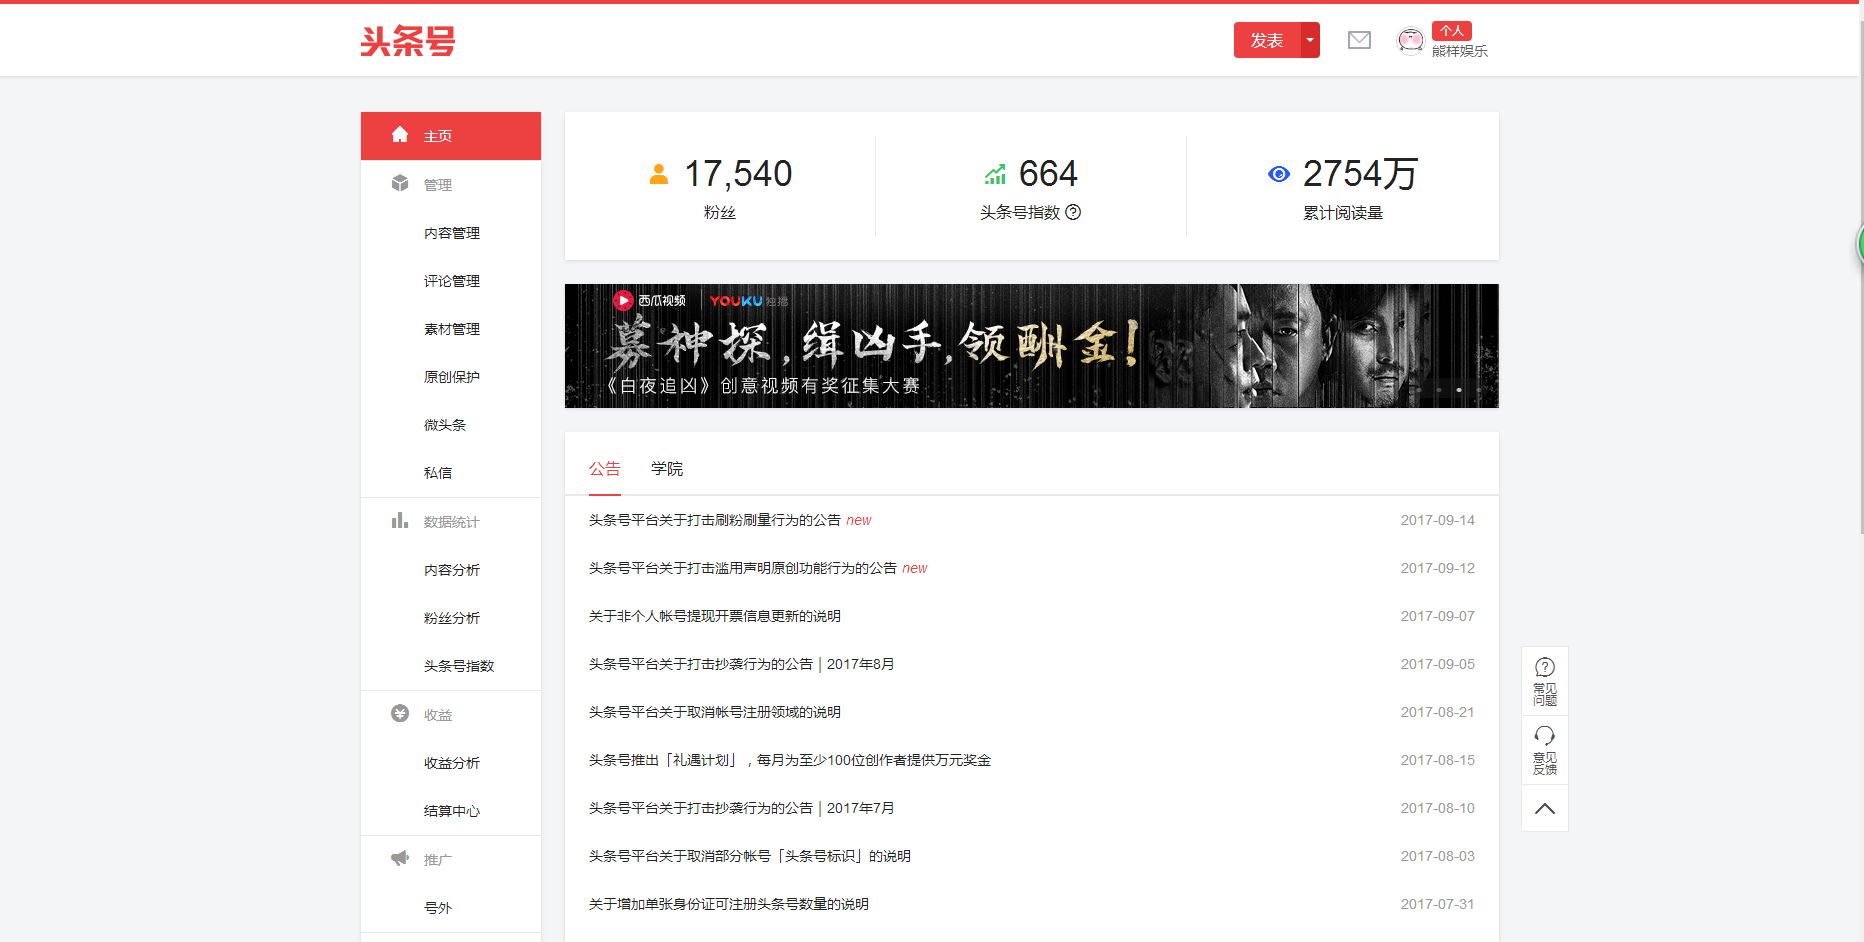 头条号
发表
个人
熊样娱乐
主页
管理
内容管理
评论管理
素材管理
原创保护
微头条
私信
数据统计
内容分析
粉丝分析
头条号指数
收益
收益分析
结算中心
推广
号外
17,540
粉丝
664
头条号指数
2754万
累计阅读量
西瓜视频 YOUKU 独播
募神探,缉凶手,领酬金!
《白夜追凶》创意视频有奖征集大赛
公告 学院
头条号平台关于打击刷粉刷量行为的公告 new 2017-09-14
头条号平台关于打击滥用声明原创功能行为的公告 new 2017-09-12
关于非个人帐号提现开票信息更新的说明 2017-09-07
头条号平台关于打击抄袭行为的公告 | 2017年8月 2017-09-05
头条号平台关于取消帐号注册领域的说明 2017-08-21
头条号推出「礼遇计划」，每月为至少100位创作者提供万元奖金 2017-08-15
头条号平台关于打击抄袭行为的公告 | 2017年7月 2017-08-10
头条号平台关于取消部分帐号「头条号标识」的说明 2017-08-03
关于增加单张身份证可注册头条号数量的说明 2017-07-31
常见
问题
意见
反馈